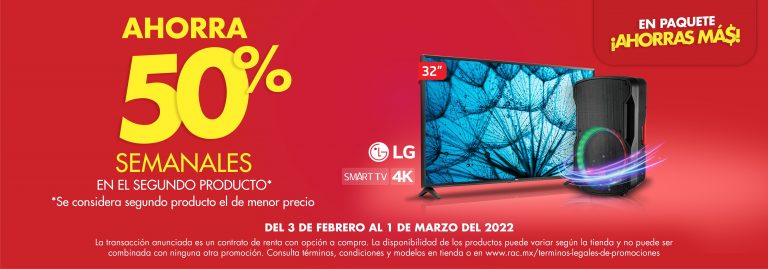 AHORRA
50%
SEMANALES
EN EL SEGUNDO PRODUCTO*
*Se considera segundo producto el de menor precio
32"
LG
SMART TV 4K
EN PAQUETE
¡AHORRAS MÁ$!
DEL 3 DE FEBRERO AL 1 DE MARZO DEL 2022
La transacción anunciada es un contrato de renta con opción a compra. La disponibilidad de los productos puede variar según la tienda y no puede ser
combinada con ninguna otra promoción. Consulta términos, condiciones y modelos en tienda o en www.rac.mx/terminos-legales-de-promociones